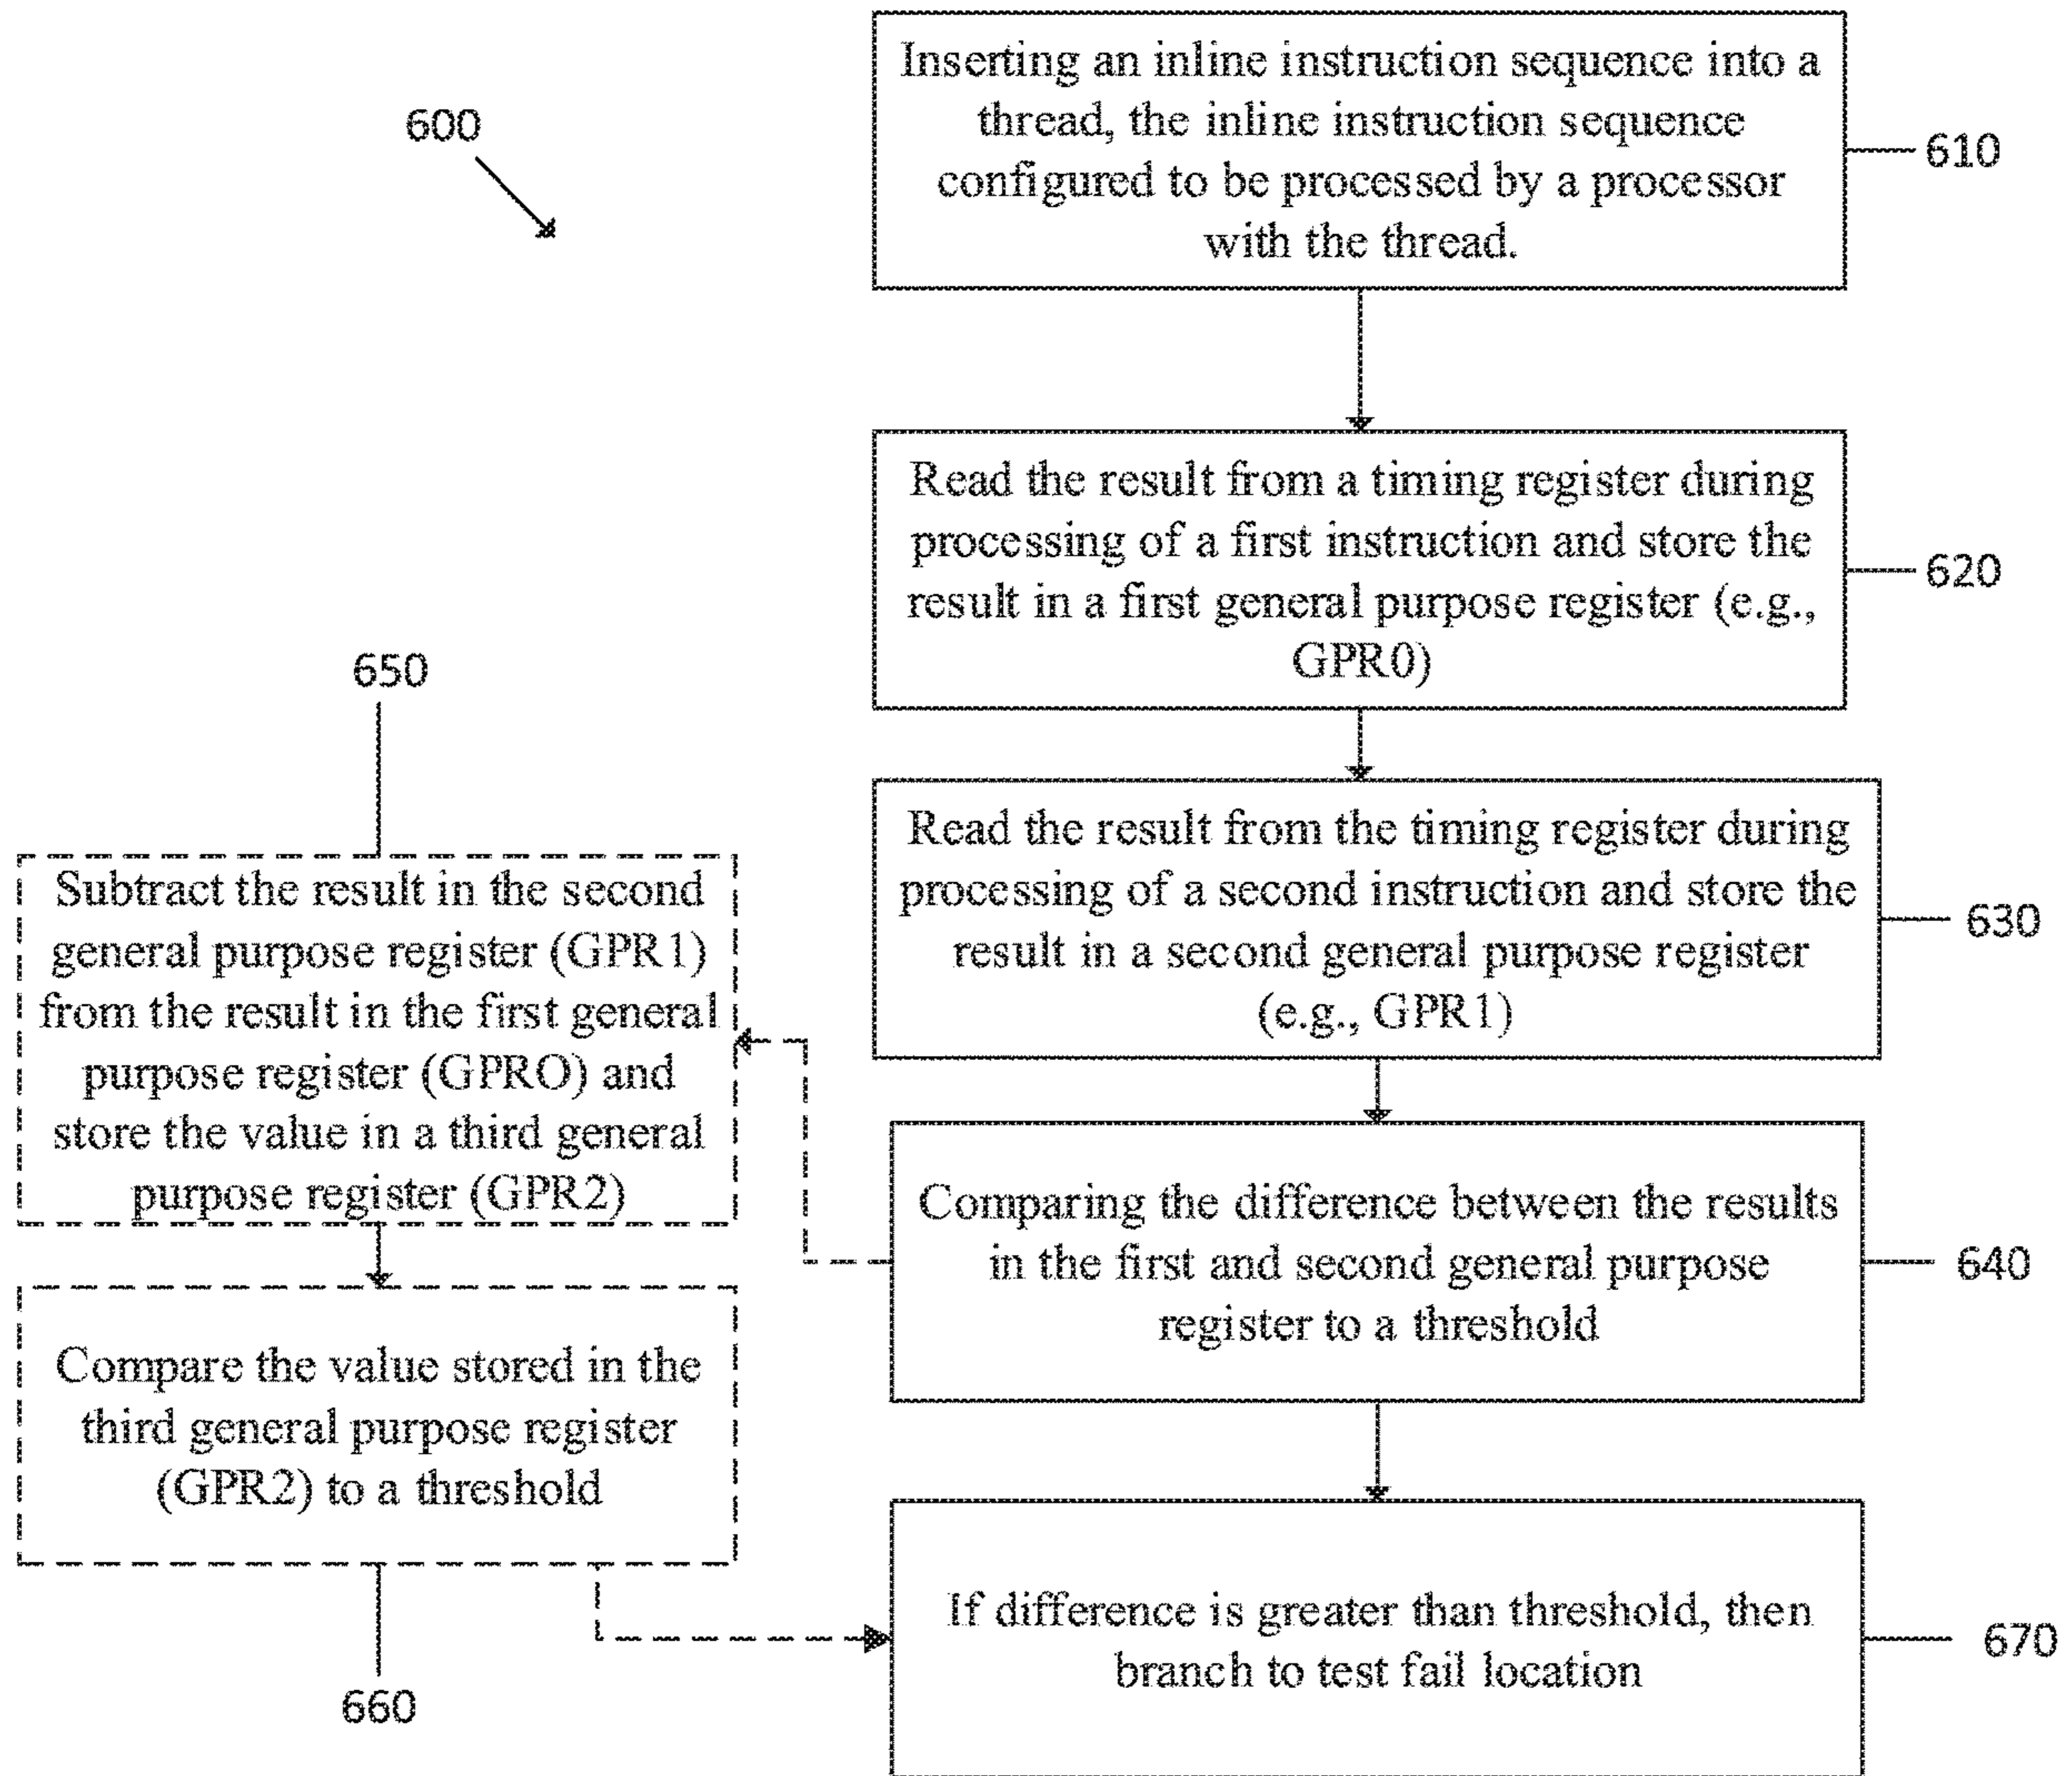 600
Inserting an inline instruction sequence into a
thread, the inline instruction sequence
configured to be processed by a processor
with the thread.
610
Read the result from a timing register during
processing of a first instruction and store the
result in a first general purpose register (e.g.,
GPR0)
620
Read the result from the timing register during
processing of a second instruction and store the
result in a second general purpose register
(e.g., GPR1)
630
Comparing the difference between the results
in the first and second general purpose
register to a threshold
640
650
Subtract the result in the second
general purpose register (GPR1)
from the result in the first general
purpose register (GPRO) and
store the value in a third general
purpose register (GPR2)
Compare the value stored in the
third general purpose register
(GPR2) to a threshold
660
If difference is greater than threshold, then
branch to test fail location
670